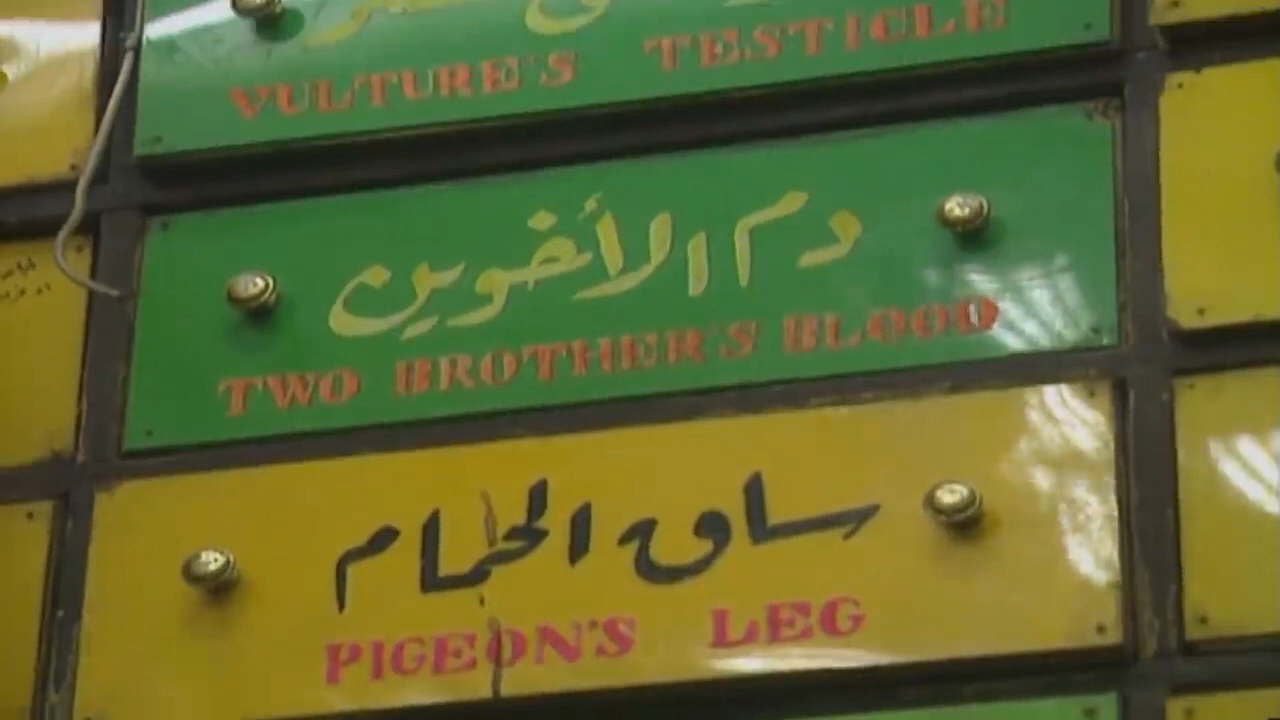 VULTURE'S TESTICLE
دم الأخوين
TWO BROTHER'S BLOOD
ساق الحمام
PIGEON'S LEG